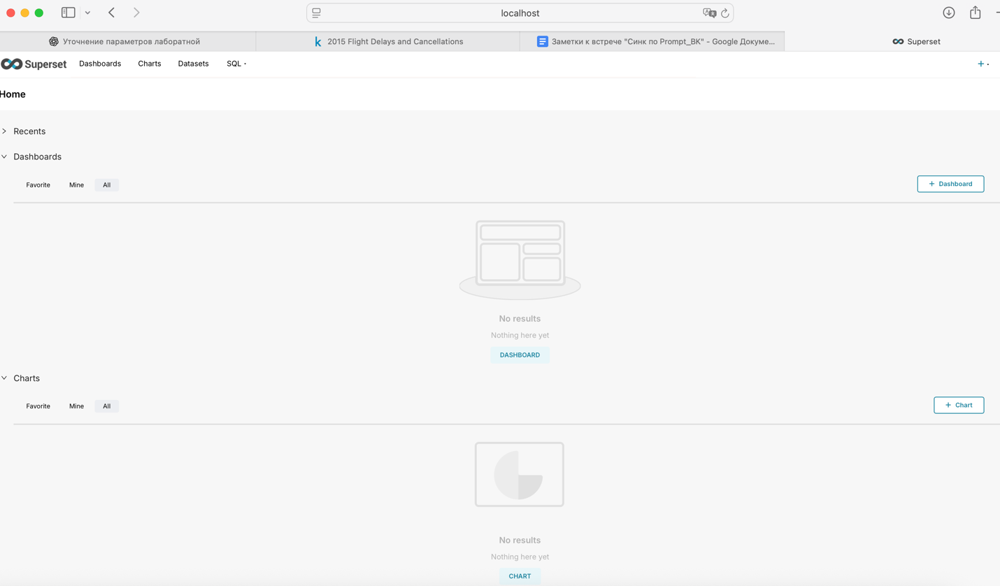 localhost
Уточнение параметров лаборатной
2015 Flight Delays and Cancellations
Заметки к встрече "Синк по Prompt_BK" - Google Докуме...
Superset
Superset Dashboards Charts Datasets SQL
Home
Recents
Dashboards
Favorite Mine All
+ Dashboard
No results
Nothing here yet
DASHBOARD
Charts
Favorite Mine All
+ Chart
No results
Nothing here yet
CHART